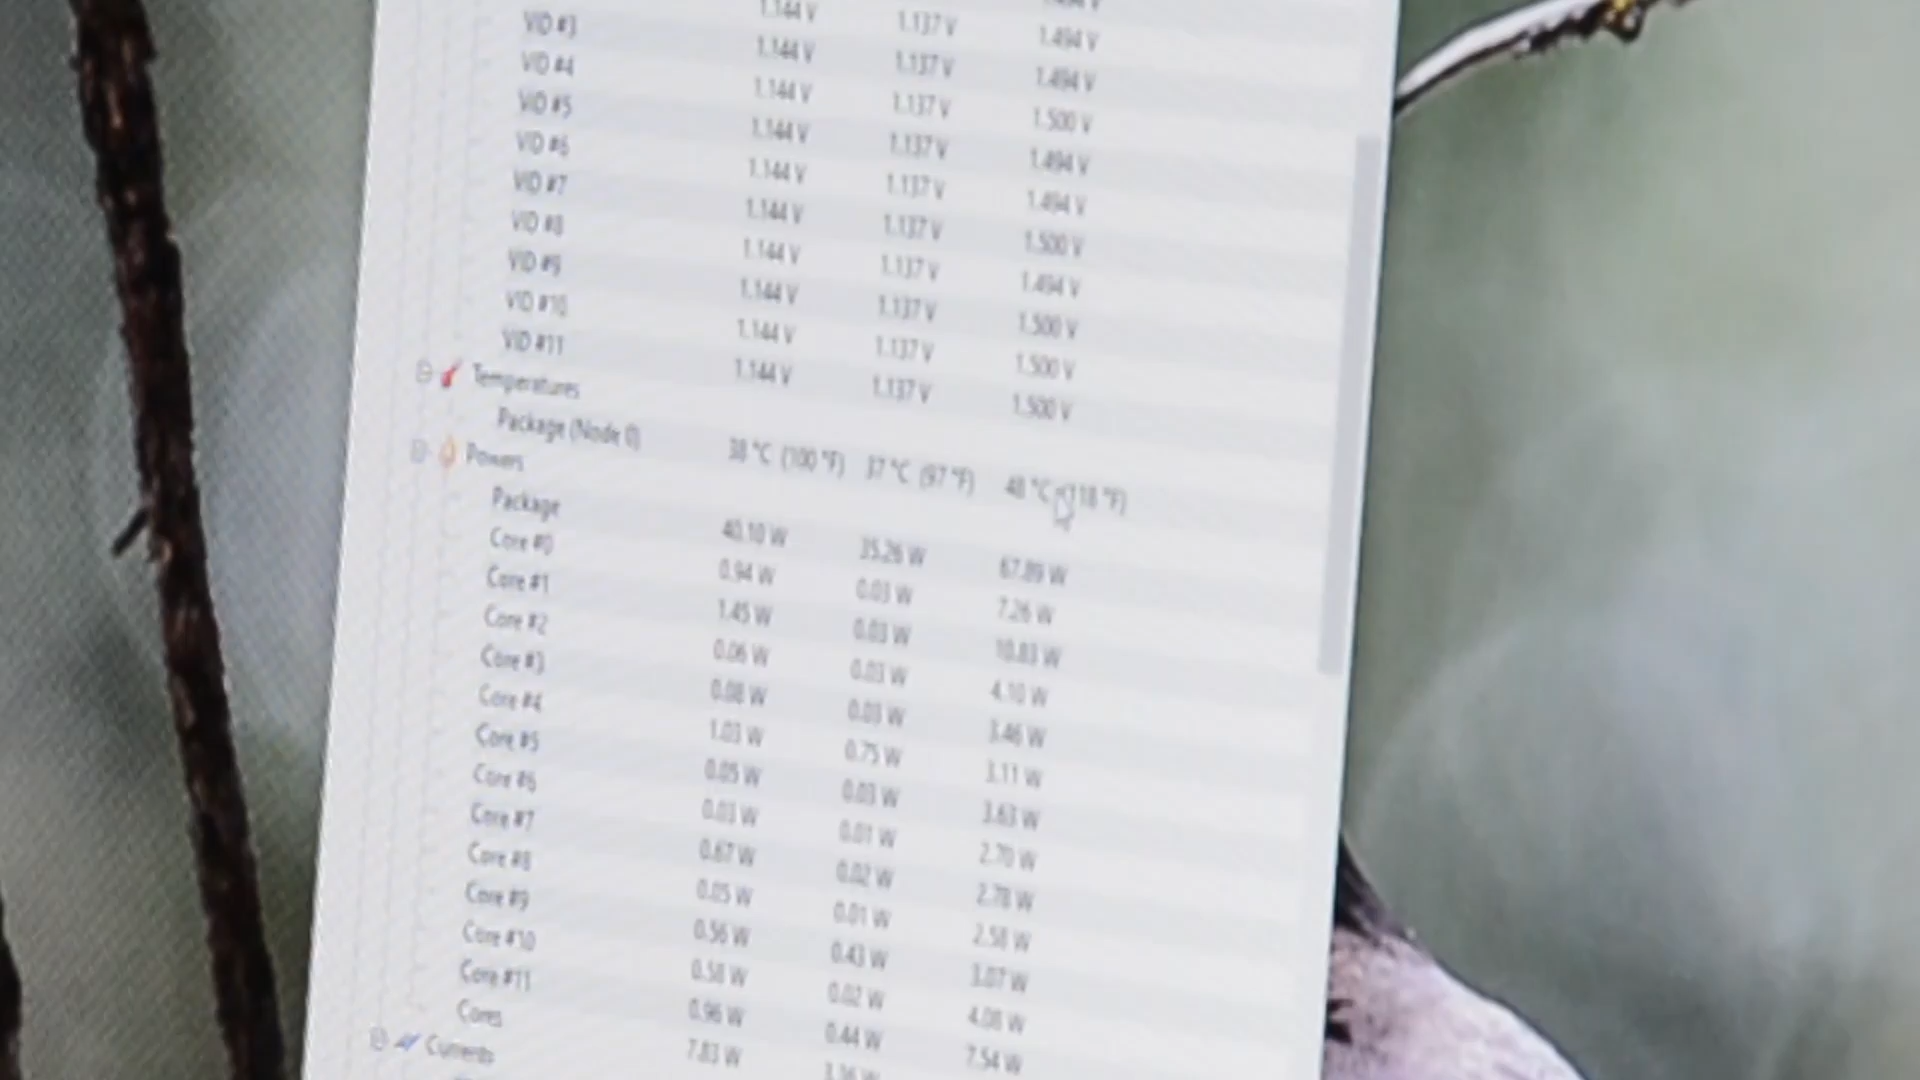 1.144 V 1.137 V 1.494 V
VID #3 1.144 V 1.137 V 1.494 V
VID #4 1.144 V 1.137 V 1.500 V
VID #5 1.144 V 1.137 V 1.494 V
VID #6 1.144 V 1.137 V 1.494 V
VID #7 1.144 V 1.137 V 1.500 V
VID #8 1.144 V 1.137 V 1.494 V
VID #9 1.144 V 1.137 V 1.500 V
VID #10 1.144 V 1.137 V 1.500 V
VID #11 1.144 V 1.137 V 1.500 V
Temperatures
Package (Node 0) 38 °C (100 °F) 37 °C (97 °F) 48 °C (118 °F)
Powers
Package 40.10 W 35.26 W 67.89 W
Core #0 0.94 W 0.03 W 7.26 W
Core #1 1.45 W 0.03 W 10.83 W
Core #2 0.06 W 0.03 W 4.10 W
Core #3 0.08 W 0.03 W 3.46 W
Core #4 1.03 W 0.75 W 3.11 W
Core #5 0.05 W 0.03 W 3.63 W
Core #6 0.03 W 0.01 W 2.70 W
Core #7 0.67 W 0.02 W 2.78 W
Core #8 0.05 W 0.01 W 2.58 W
Core #9 0.56 W 0.43 W 3.07 W
Core #10 0.58 W 0.02 W 4.08 W
Core #11 0.96 W 0.44 W 7.54 W
Cores 7.83 W
Currents